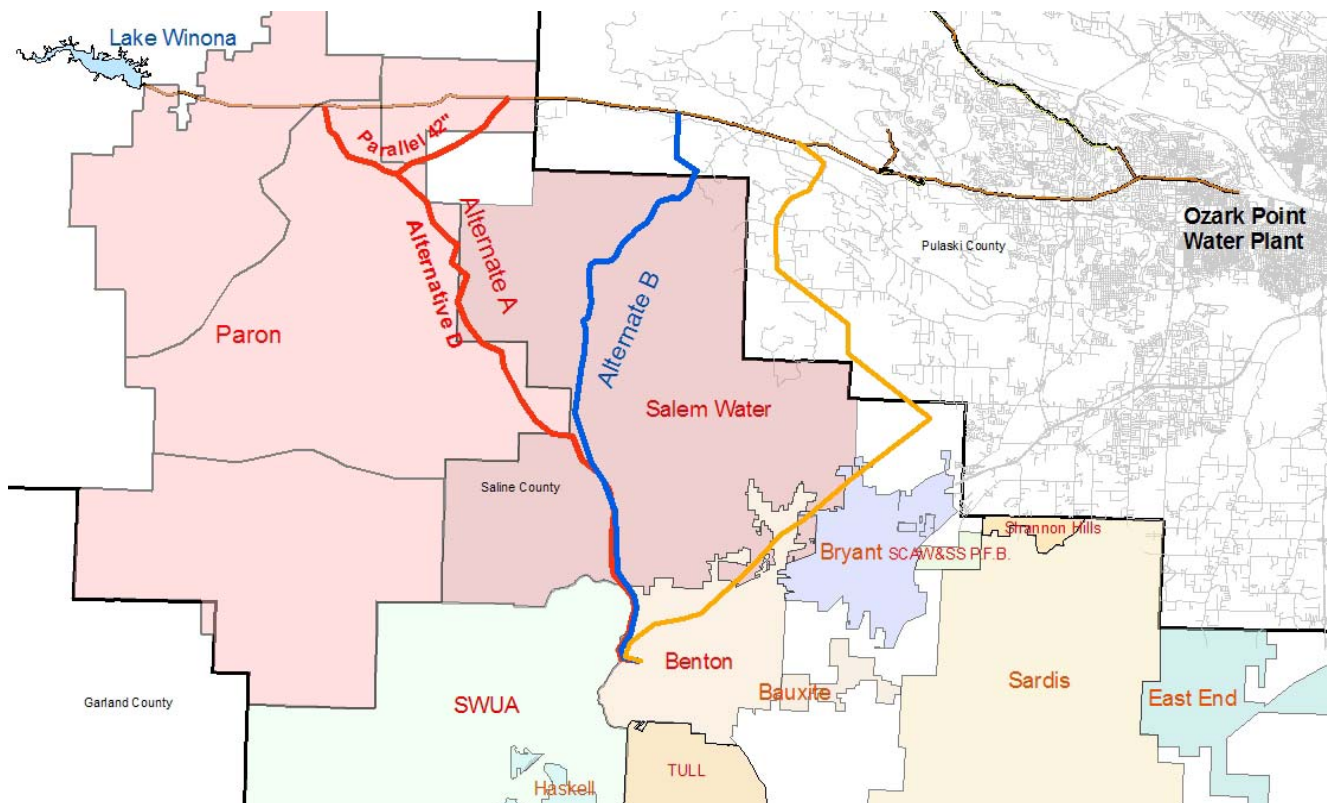 Lake Winona
Parallel 42"
Ozark Point
Water Plant
Pulaski County
Alternate A
Alternative D
Alternate B
Paron
Salem Water
Saline County
Shannon Hills
Bryant
SCAW&SS P.F.B.
Benton
Bauxite
Sardis
East End
Garland County
SWUA
TULL
Haskell